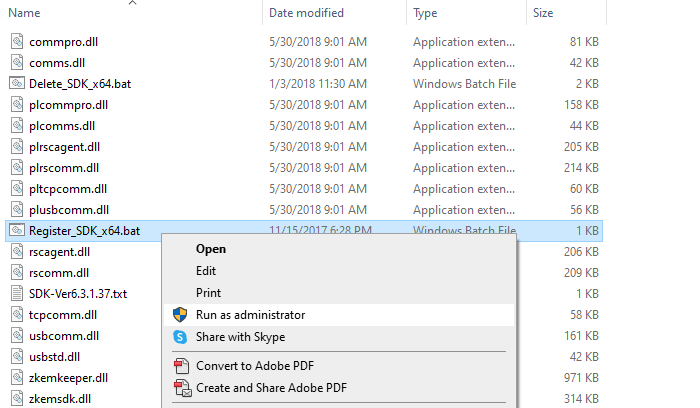 Name Date modified Type Size
commpro.dll 5/30/2018 9:01 AM Application exten... 81 KB
comms.dll 5/30/2018 9:01 AM Application exten... 42 KB
Delete_SDK_x64.bat 1/3/2018 11:30 AM Windows Batch File 2 KB
plcommpro.dll 5/30/2018 9:01 AM Application exten... 158 KB
plcomms.dll 5/30/2018 9:01 AM Application exten... 44 KB
plrscagent.dll 5/30/2018 9:01 AM Application exten... 205 KB
plrscomm.dll 5/30/2018 9:01 AM Application exten... 214 KB
pltcpcomm.dll 5/30/2018 9:01 AM Application exten... 60 KB
plusbcomm.dll 5/30/2018 9:01 AM Application exten... 56 KB
Register_SDK_x64.bat 11/15/2017 6:28 PM Windows Batch File 1 KB
rscagent.dll 206 KB
rscomm.dll 209 KB
SDK-Ver6.3.1.37.txt 1 KB
tcpcomm.dll 58 KB
usbcomm.dll 161 KB
usbstd.dll 42 KB
zkemkeeper.dll 971 KB
zkemsdk.dll 314 KB
Open
Edit
Print
Run as administrator
Share with Skype
Convert to Adobe PDF
Create and Share Adobe PDF